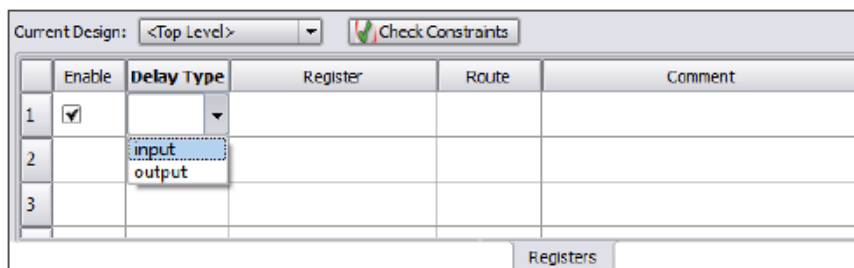 Current Design: <Top Level> Check Constraints
Enable Delay Type Register Route Comment
1
input
2
output
3
Registers